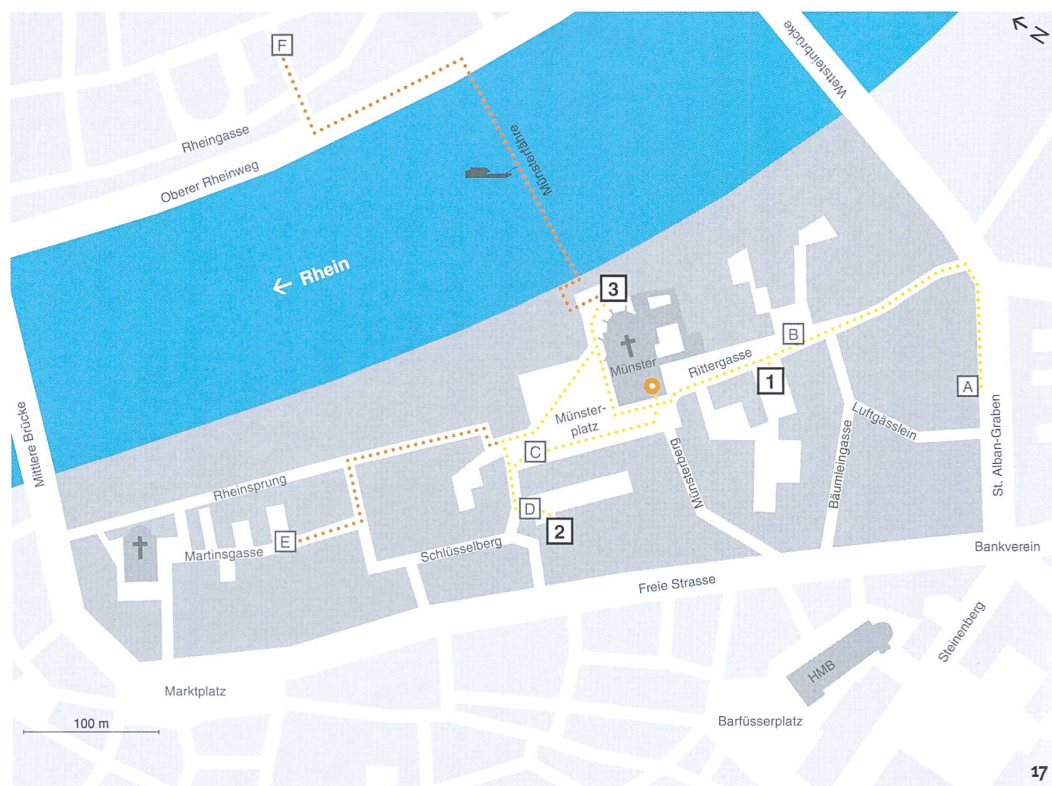 F
N
Wettsteinbrücke
Rheingasse
Oberer Rheinweg
Münsterfähre
← Rhein
3
B
Münster
Rittergasse
1
A
Münster-
platz
Luftgässlein
St. Alban-Graben
Mittlere Brücke
C
Münsterberg
Bäumleingasse
Rheinsprung
D
2
E
Martinsgasse
Schlüsselberg
Bankverein
Freie Strasse
Steinenberg
HMB
Marktplatz
Barfüsserplatz
100 m
17